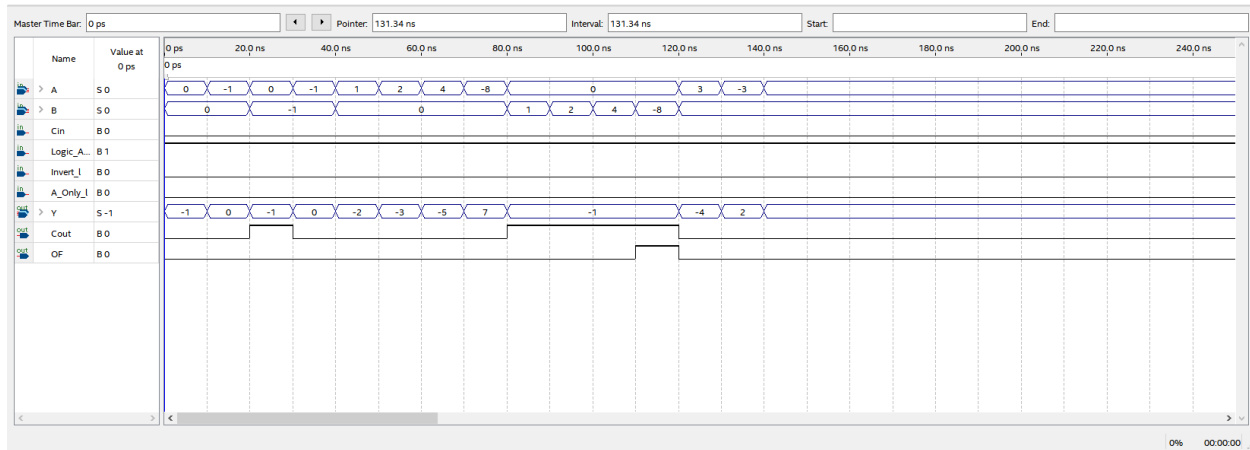 Master Time Bar: 0 ps Pointer: 131.34 ns Interval: 131.34 ns Start: End:
Name Value at 0 ps
0 ps 20.0 ns 40.0 ns 60.0 ns 80.0 ns 100.0 ns 120.0 ns 140.0 ns 160.0 ns 180.0 ns 200.0 ns 220.0 ns 240.0 ns
0 ps
A S 0 0 -1 0 -1 1 2 4 -8 0 3 -3
B S 0 0 -1 0 1 2 4 -8
Cin B 0
Logic_A... B 1
Invert_l B 0
A_Only_l B 0
Y S -1 -1 0 -1 0 -2 -3 -5 7 -1 -4 2
Cout B 0
OF B 0
0% 00:00:00